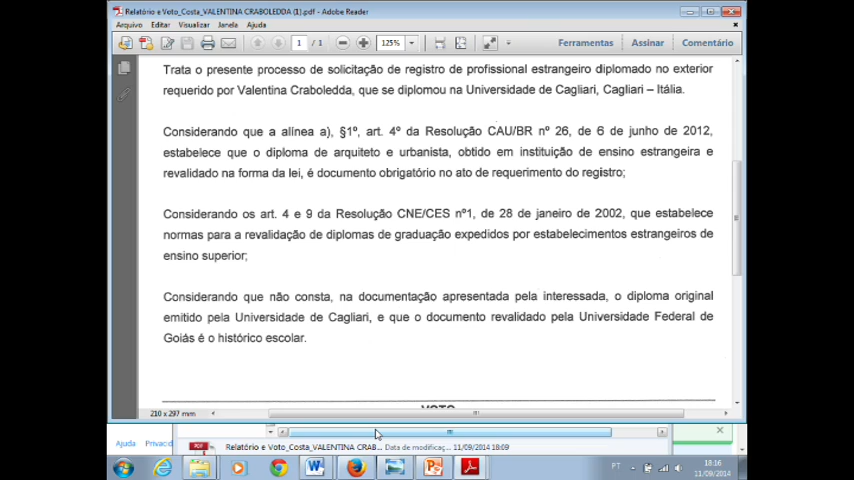 Relatório e Voto_Costa_VALENTINA CRABOLEDDA (1).pdf - Adobe Reader
Arquivo Editar Visualizar Janela Ajuda
1 / 1 125% Ferramentas Assinar Comentário
Trata o presente processo de solicitação de registro de profissional estrangeiro diplomado no exterior
requerido por Valentina Craboledda, que se diplomou na Universidade de Cagliari, Cagliari – Itália.
Considerando que a alínea a), §1º, art. 4º da Resolução CAU/BR nº 26, de 6 de junho de 2012,
estabelece que o diploma de arquiteto e urbanista, obtido em instituição de ensino estrangeira e
revalidado na forma da lei, é documento obrigatório no ato de requerimento do registro;
Considerando os art. 4 e 9 da Resolução CNE/CES nº1, de 28 de janeiro de 2002, que estabelece
normas para a revalidação de diplomas de graduação expedidos por estabelecimentos estrangeiros de
ensino superior;
Considerando que não consta, na documentação apresentada pela interessada, o diploma original
emitido pela Universidade de Cagliari, e que o documento revalidado pela Universidade Federal de
Goiás é o histórico escolar.
VOTO
210 x 297 mm
Ajuda Privacid
Relatório e Voto_Costa_VALENTINA CRAB... Data de modificaç... 11/09/2014 18:09
PT 18:16
11/09/2014